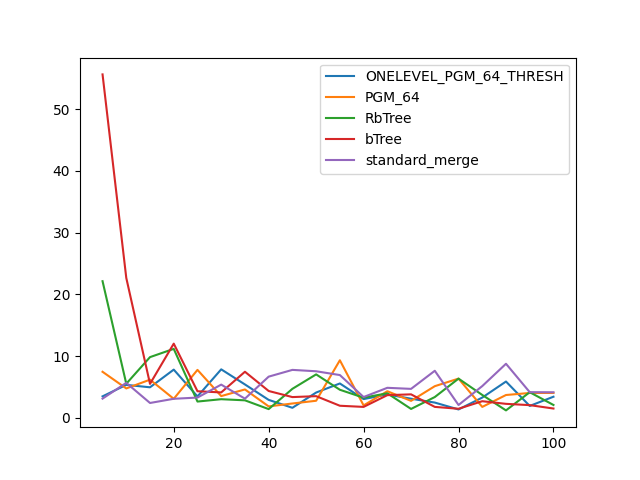 ONELEVEL_PGM_64_THRESH
PGM_64
RbTree
bTree
standard_merge
50
40
30
20
10
0
20 40 60 80 100